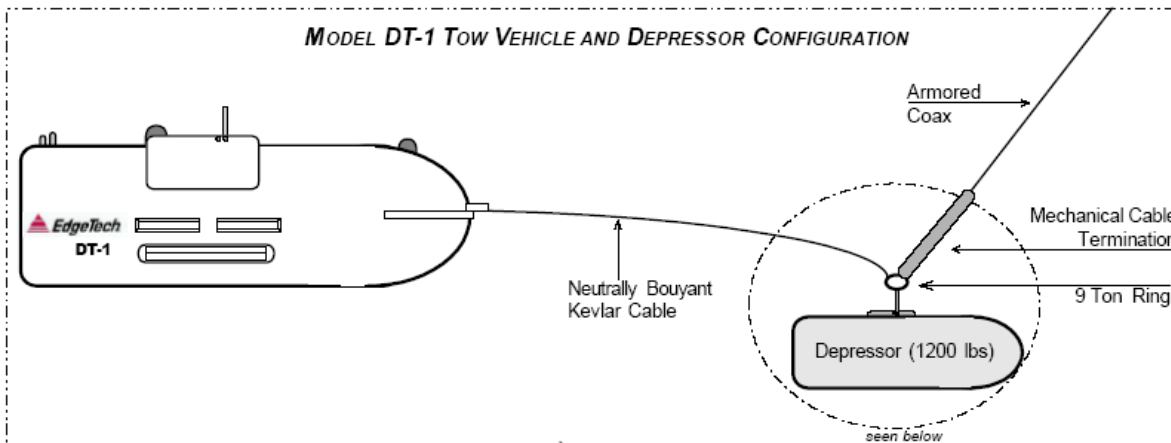 MODEL DT-1 TOW VEHICLE AND DEPRESSOR CONFIGURATION
Armored
Coax
EdgeTech
DT-1
Mechanical Cable
Termination
Neutrally Bouyant
Kevlar Cable
9 Ton Ring
Depressor (1200 lbs)
seen below